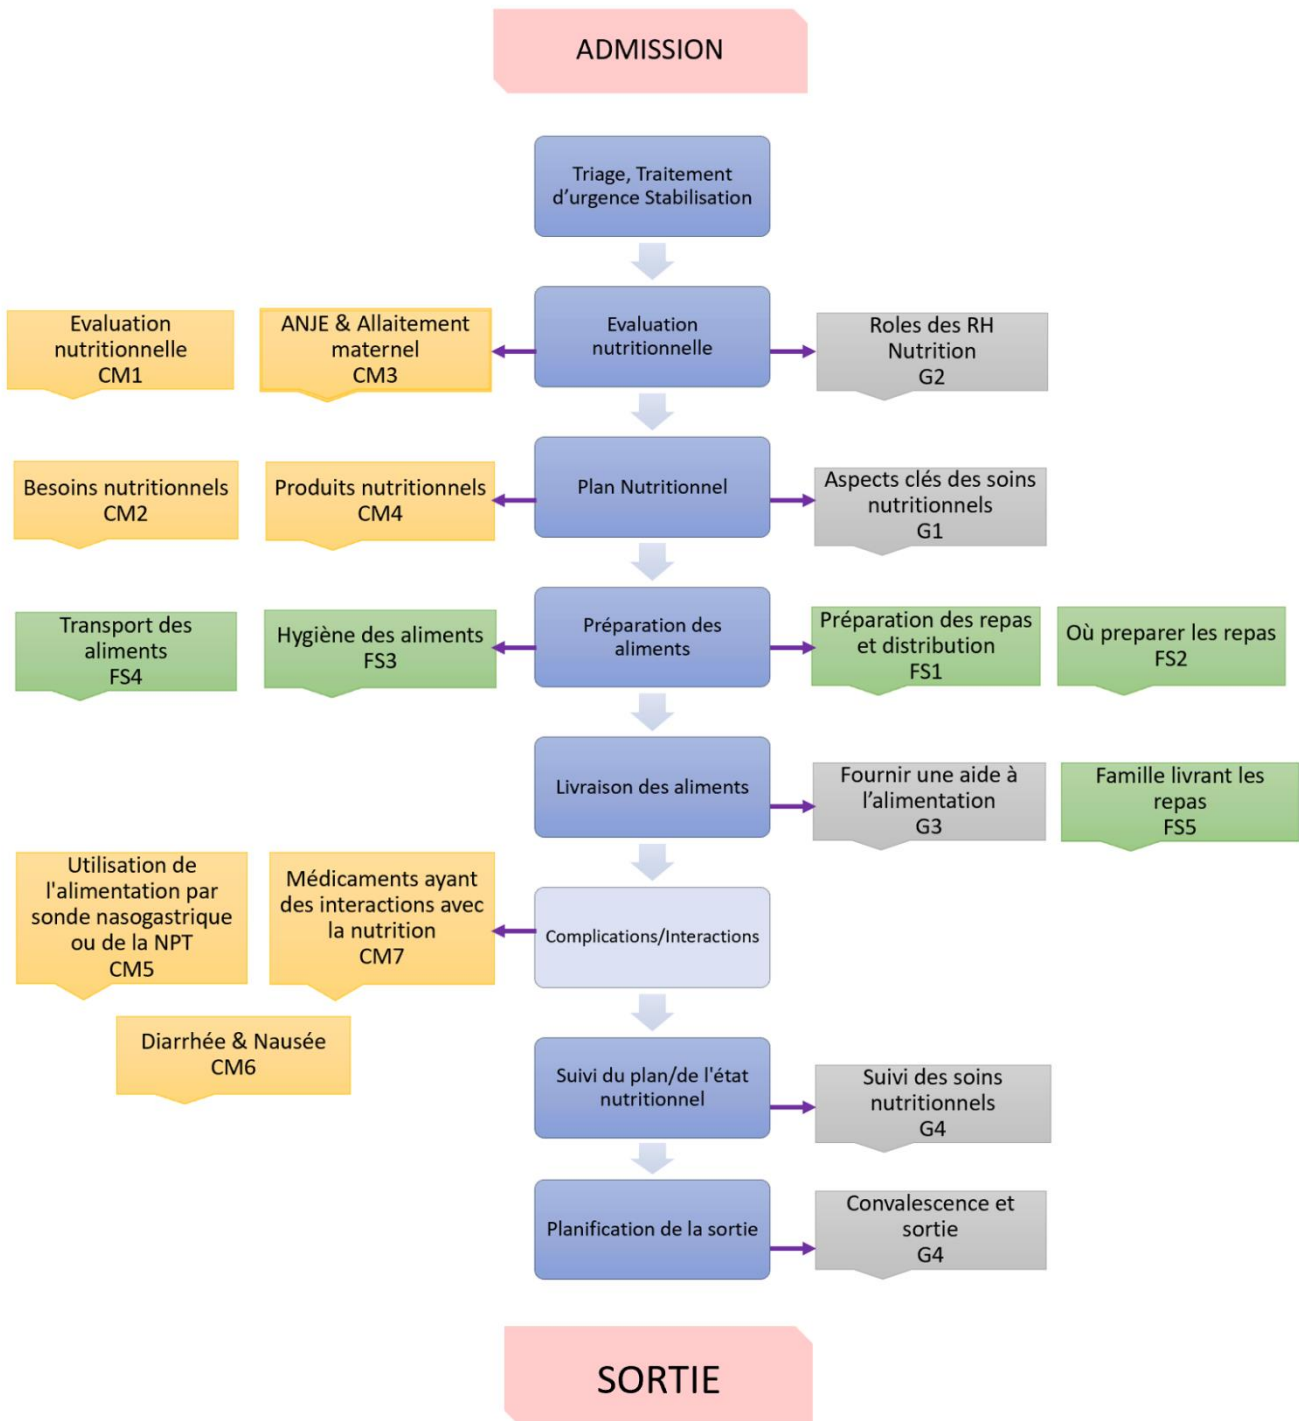 ADMISSION
Triage, Traitement
d’urgence Stabilisation
Evaluation
nutritionnelle
CM1
ANJE & Allaitement
maternel
CM3
Evaluation
nutritionnelle
Roles des RH
Nutrition
G2
Besoins nutritionnels
CM2
Produits nutritionnels
CM4
Plan Nutritionnel
Aspects clés des soins
nutritionnels
G1
Transport des
aliments
FS4
Hygiène des aliments
FS3
Préparation des
aliments
Préparation des repas
et distribution
FS1
Où preparer les repas
FS2
Livraison des aliments
Fournir une aide à
l’alimentation
G3
Famille livrant les
repas
FS5
Utilisation de
l'alimentation par
sonde nasogastrique
ou de la NPT
CM5
Médicaments ayant
des interactions avec
la nutrition
CM7
Complications/Interactions
Diarrhée & Nausée
CM6
Suivi du plan/de l'état
nutritionnel
Suivi des soins
nutritionnels
G4
Planification de la sortie
Convalescence et
sortie
G4
SORTIE